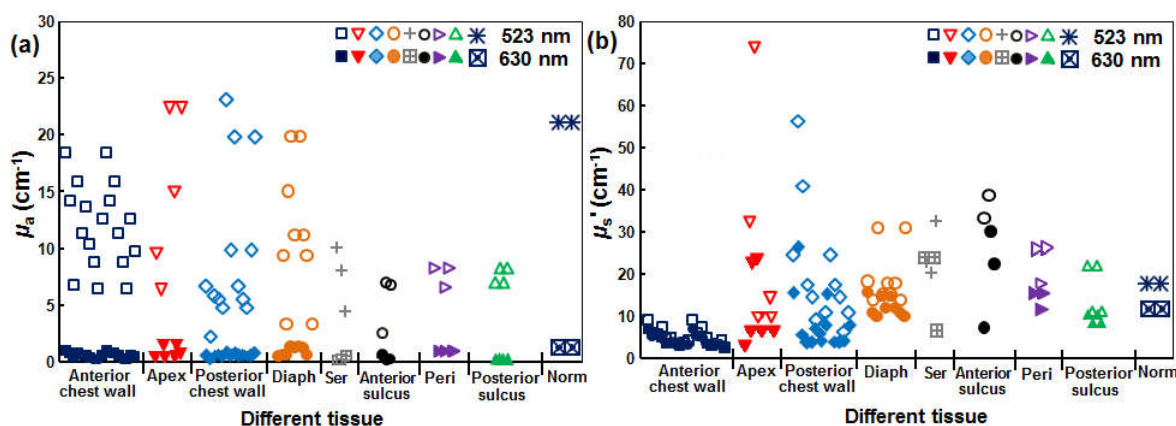 (a)
30
25
20
15
10
5
0
μa (cm-1)
523 nm
630 nm
Anterior chest wall
Apex
Posterior chest wall
Diaph
Ser
Anterior sulcus
Peri
Posterior sulcus
Norm
Different tissue
(b)
80
70
60
50
40
30
20
10
0
μs' (cm-1)
523 nm
630 nm
Anterior chest wall
Apex
Posterior chest wall
Diaph
Ser
Anterior sulcus
Peri
Posterior sulcus
Norm
Different tissue